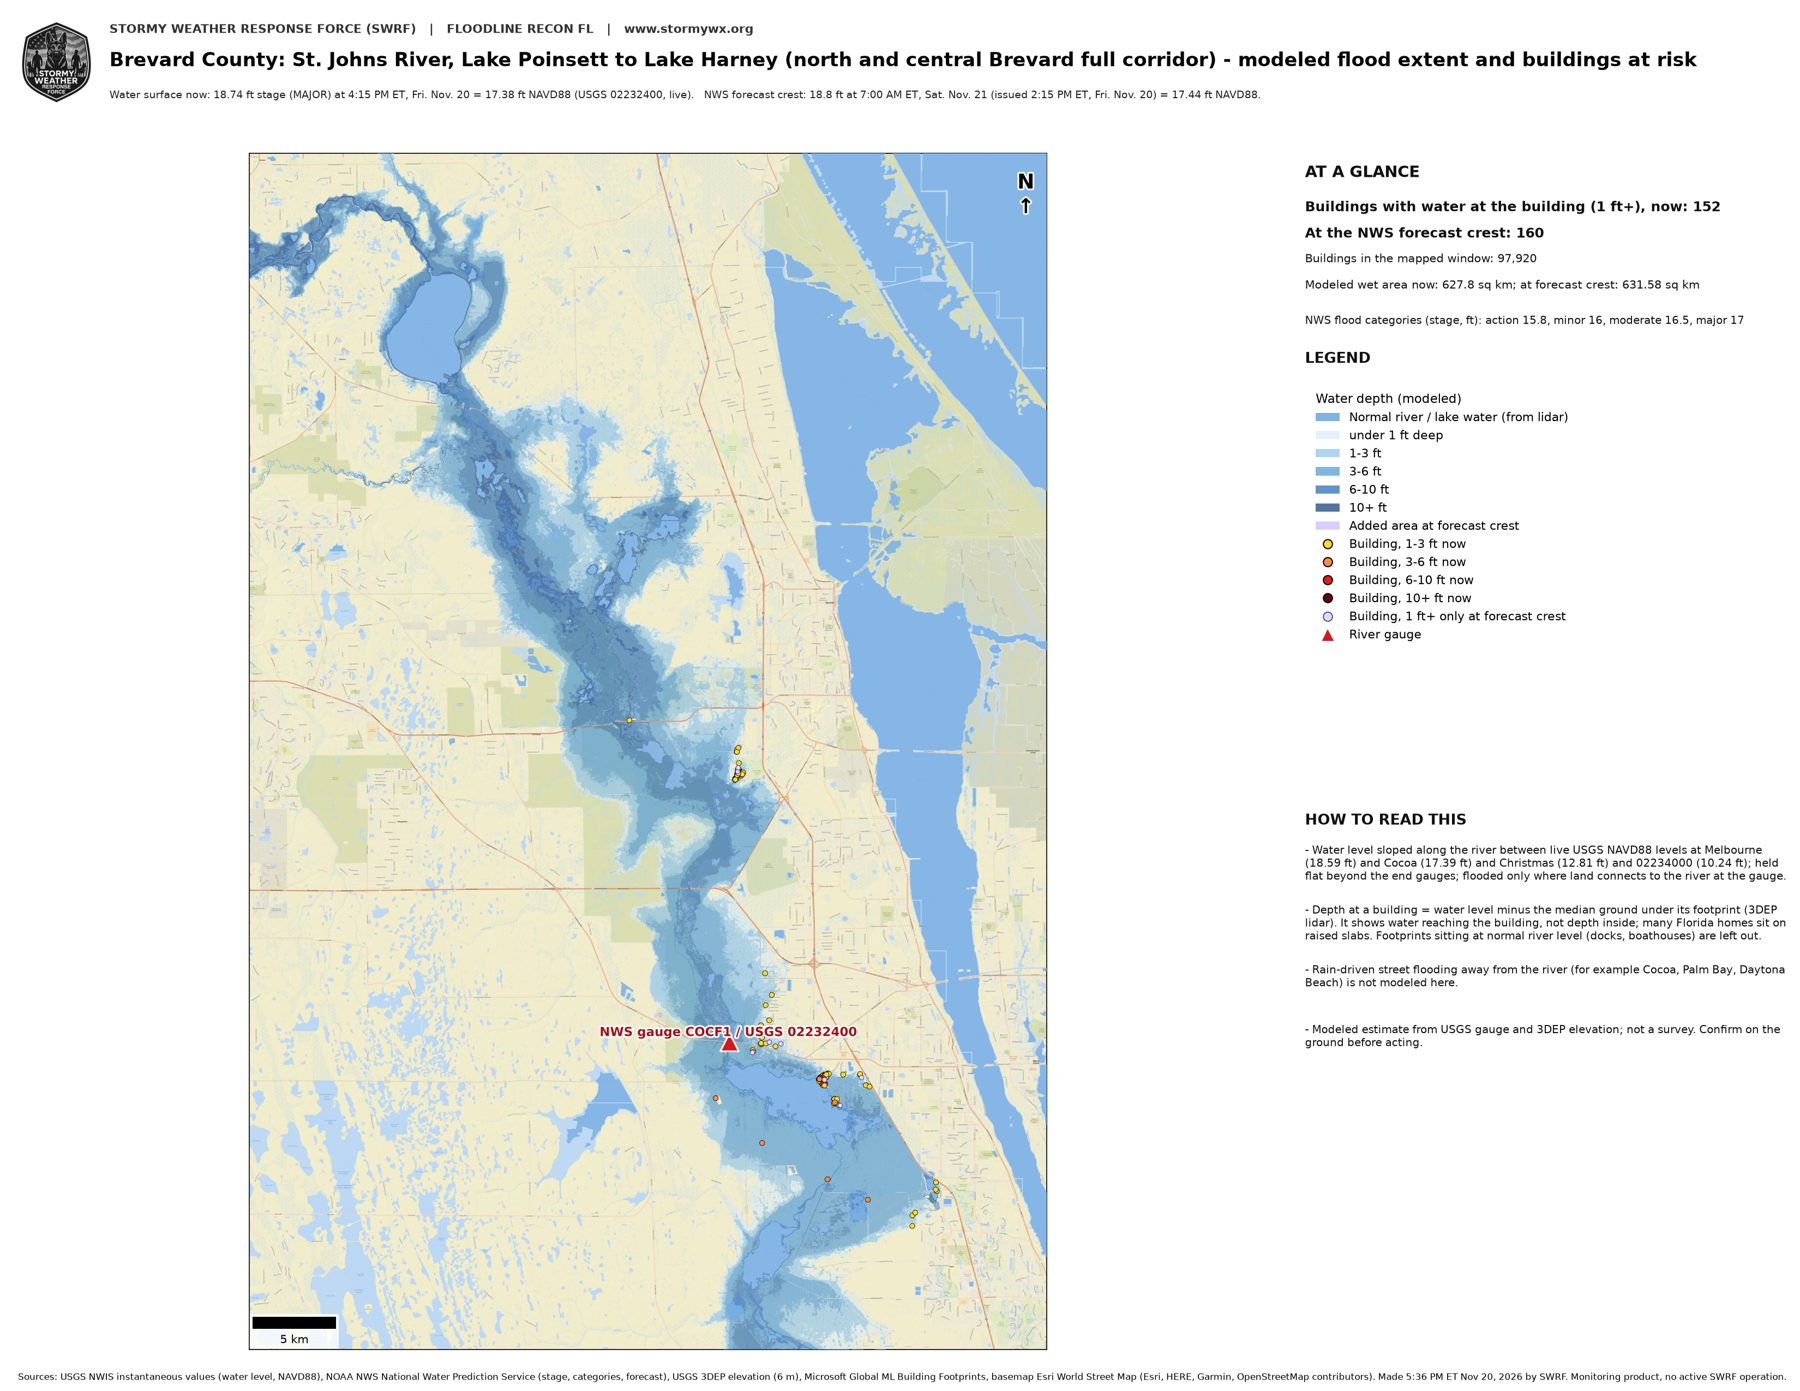 STORMY WEATHER RESPONSE FORCE (SWRF)   |   FLOODLINE RECON FL   |   www.stormywx.org
STORMY
WEATHER
RESPONSE
FORCE
Brevard County: St. Johns River, Lake Poinsett to Lake Harney (north and central Brevard full corridor) - modeled flood extent and buildings at risk
Water surface now: 18.74 ft stage (MAJOR) at 4:15 PM ET, Fri. Nov. 20 = 17.38 ft NAVD88 (USGS 02232400, live).   NWS forecast crest: 18.8 ft at 7:00 AM ET, Sat. Nov. 21 (issued 2:15 PM ET, Fri. Nov. 20) = 17.44 ft NAVD88.
N
↑
NWS gauge COCF1 / USGS 02232400
5 km
AT A GLANCE
Buildings with water at the building (1 ft+), now: 152
At the NWS forecast crest: 160
Buildings in the mapped window: 97,920
Modeled wet area now: 627.8 sq km; at forecast crest: 631.58 sq km
NWS flood categories (stage, ft): action 15.8, minor 16, moderate 16.5, major 17
LEGEND
Water depth (modeled)
Normal river / lake water (from lidar)
under 1 ft deep
1-3 ft
3-6 ft
6-10 ft
10+ ft
Added area at forecast crest
Building, 1-3 ft now
Building, 3-6 ft now
Building, 6-10 ft now
Building, 10+ ft now
Building, 1 ft+ only at forecast crest
River gauge
HOW TO READ THIS
- Water level sloped along the river between live USGS NAVD88 levels at Melbourne
(18.59 ft) and Cocoa (17.39 ft) and Christmas (12.81 ft) and 02234000 (10.24 ft); held
flat beyond the end gauges; flooded only where land connects to the river at the gauge.
- Depth at a building = water level minus the median ground under its footprint (3DEP
lidar). It shows water reaching the building, not depth inside; many Florida homes sit on
raised slabs. Footprints sitting at normal river level (docks, boathouses) are left out.
- Rain-driven street flooding away from the river (for example Cocoa, Palm Bay, Daytona
Beach) is not modeled here.
- Modeled estimate from USGS gauge and 3DEP elevation; not a survey. Confirm on the
ground before acting.
Sources: USGS NWIS instantaneous values (water level, NAVD88), NOAA NWS National Water Prediction Service (stage, categories, forecast), USGS 3DEP elevation (6 m), Microsoft Global ML Building Footprints, basemap Esri World Street Map (Esri, HERE, Garmin, OpenStreetMap contributors). Made 5:36 PM ET Nov 20, 2026 by SWRF. Monitoring product, no active SWRF operation.